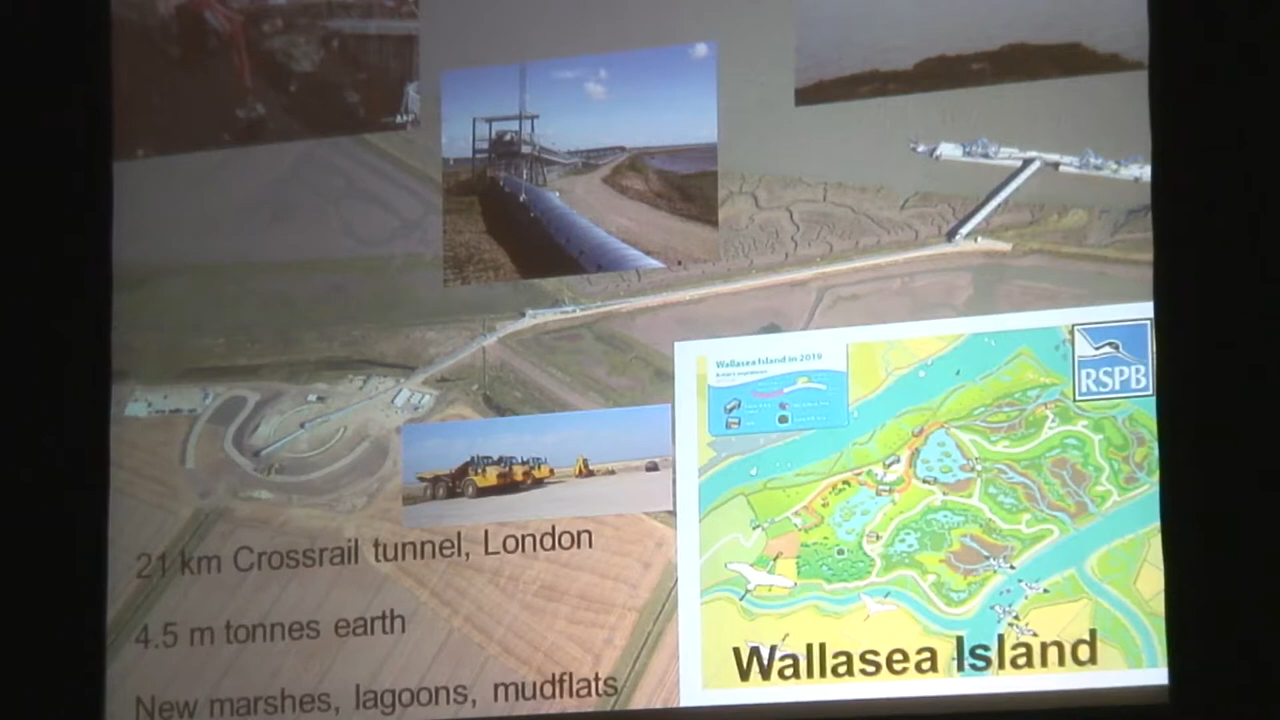 Wallasea Island in 2019
RSPB
21 km Crossrail tunnel, London
4.5 m tonnes earth
New marshes, lagoons, mudflats
Wallasea Island